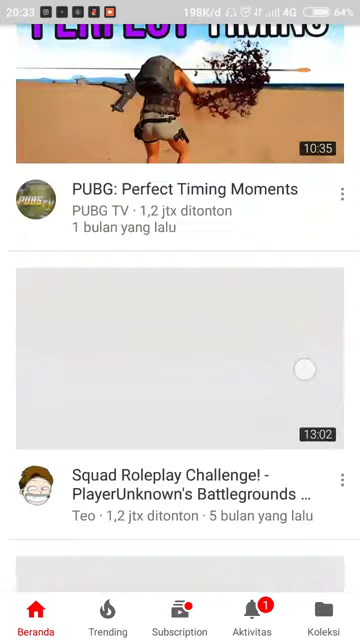 20:33
198K/d
4G
64%
PERFECT TIMING
10:35
PUBG: Perfect Timing Moments
PUBG TV · 1,2 jtx ditonton
1 bulan yang lalu
13:02
Squad Roleplay Challenge! -
PlayerUnknown's Battlegrounds ...
Teo · 1,2 jtx ditonton · 5 bulan yang lalu
1
Beranda
Trending
Subscription
Aktivitas
Koleksi